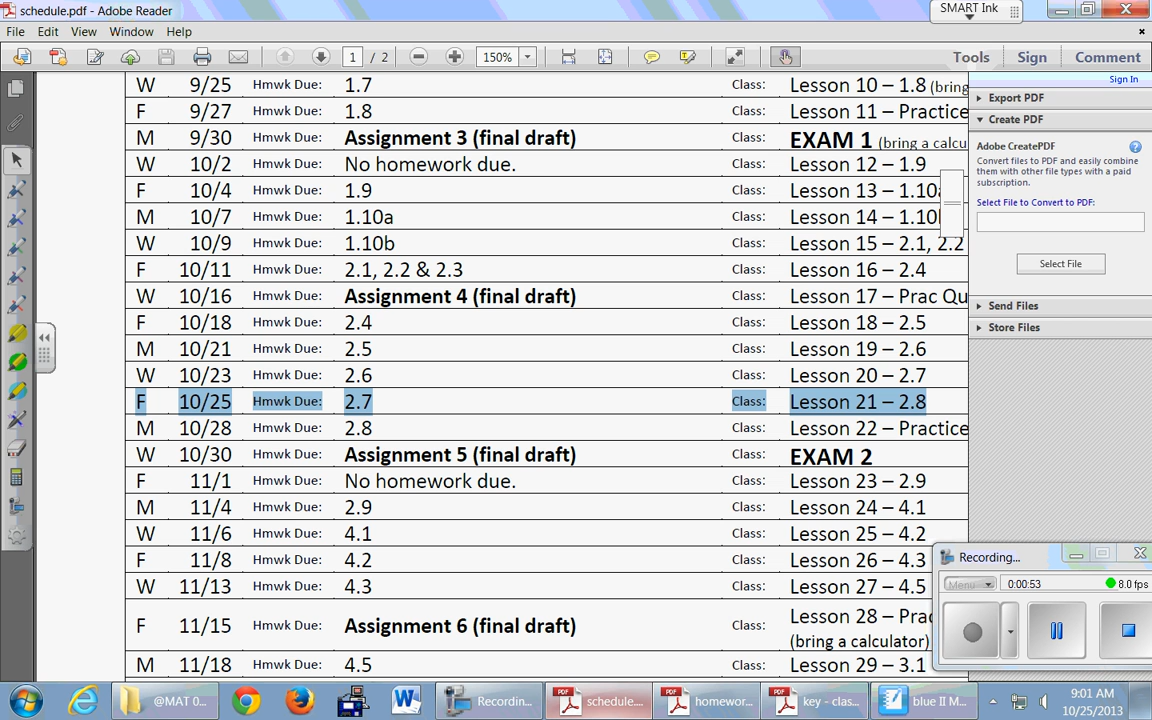 schedule.pdf - Adobe Reader
SMART Ink
File Edit View Window Help
1 / 2 150% Tools Sign Comment
Sign In
W 9/25 Hmwk Due: 1.7 Class: Lesson 10 – 1.8 (bring
F 9/27 Hmwk Due: 1.8 Class: Lesson 11 – Practice
M 9/30 Hmwk Due: Assignment 3 (final draft) Class: EXAM 1 (bring a calcu
W 10/2 Hmwk Due: No homework due. Class: Lesson 12 – 1.9
F 10/4 Hmwk Due: 1.9 Class: Lesson 13 – 1.10a
M 10/7 Hmwk Due: 1.10a Class: Lesson 14 – 1.10
W 10/9 Hmwk Due: 1.10b Class: Lesson 15 – 2.1, 2.2
F 10/11 Hmwk Due: 2.1, 2.2 & 2.3 Class: Lesson 16 – 2.4
W 10/16 Hmwk Due: Assignment 4 (final draft) Class: Lesson 17 – Prac Qu
F 10/18 Hmwk Due: 2.4 Class: Lesson 18 – 2.5
M 10/21 Hmwk Due: 2.5 Class: Lesson 19 – 2.6
W 10/23 Hmwk Due: 2.6 Class: Lesson 20 – 2.7
F 10/25 Hmwk Due: 2.7 Class: Lesson 21 – 2.8
M 10/28 Hmwk Due: 2.8 Class: Lesson 22 – Practice
W 10/30 Hmwk Due: Assignment 5 (final draft) Class: EXAM 2
F 11/1 Hmwk Due: No homework due. Class: Lesson 23 – 2.9
M 11/4 Hmwk Due: 2.9 Class: Lesson 24 – 4.1
W 11/6 Hmwk Due: 4.1 Class: Lesson 25 – 4.2
F 11/8 Hmwk Due: 4.2 Class: Lesson 26 – 4.3
W 11/13 Hmwk Due: 4.3 Class: Lesson 27 – 4.5
F 11/15 Hmwk Due: Assignment 6 (final draft) Class: Lesson 28 – Prac
(bring a calculator)
M 11/18 Hmwk Due: 4.5 Class: Lesson 29 – 3.1
Export PDF
Create PDF
Adobe CreatePDF
Convert files to PDF and easily combine
them with other file types with a paid
subscription.
Select File to Convert to PDF:
Select File
Send Files
Store Files
Recording...
Menu 0:00:53 8.0 fps
@MAT 0... Recordin... schedule.... homewor... key - clas... blue II M...
9:01 AM
10/25/2013